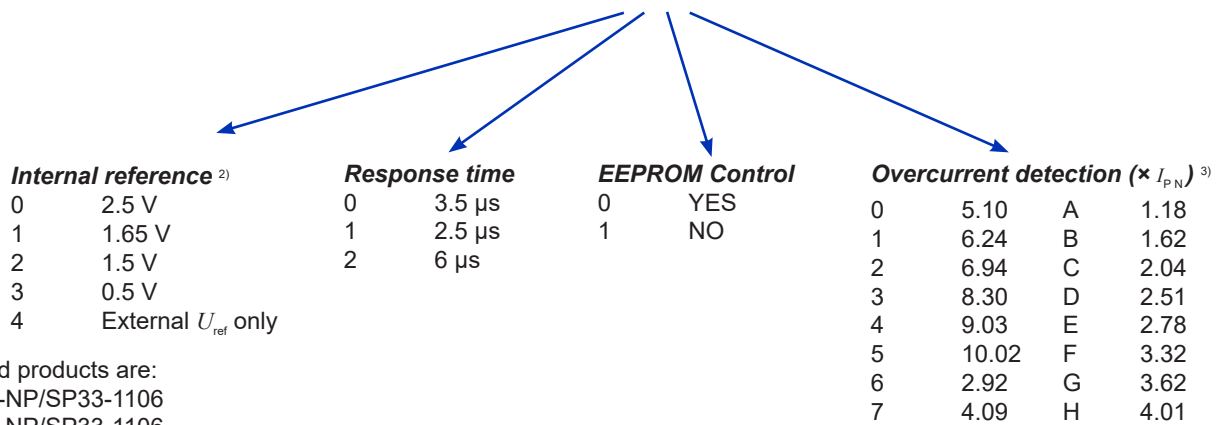 Internal reference 2)
0 2.5 V
1 1.65 V
2 1.5 V
3 0.5 V
4 External Uref only
Response time
0 3.5 µs
1 2.5 µs
2 6 µs
EEPROM Control
0 YES
1 NO
Overcurrent detection (× IPN) 3)
0 5.10 A 1.18
1 6.24 B 1.62
2 6.94 C 2.04
3 8.30 D 2.51
4 9.03 E 2.78
5 10.02 F 3.32
6 2.92 G 3.62
7 4.09 H 4.01
d products are:
-NP/SP33-1106
-NP/SP33-1106